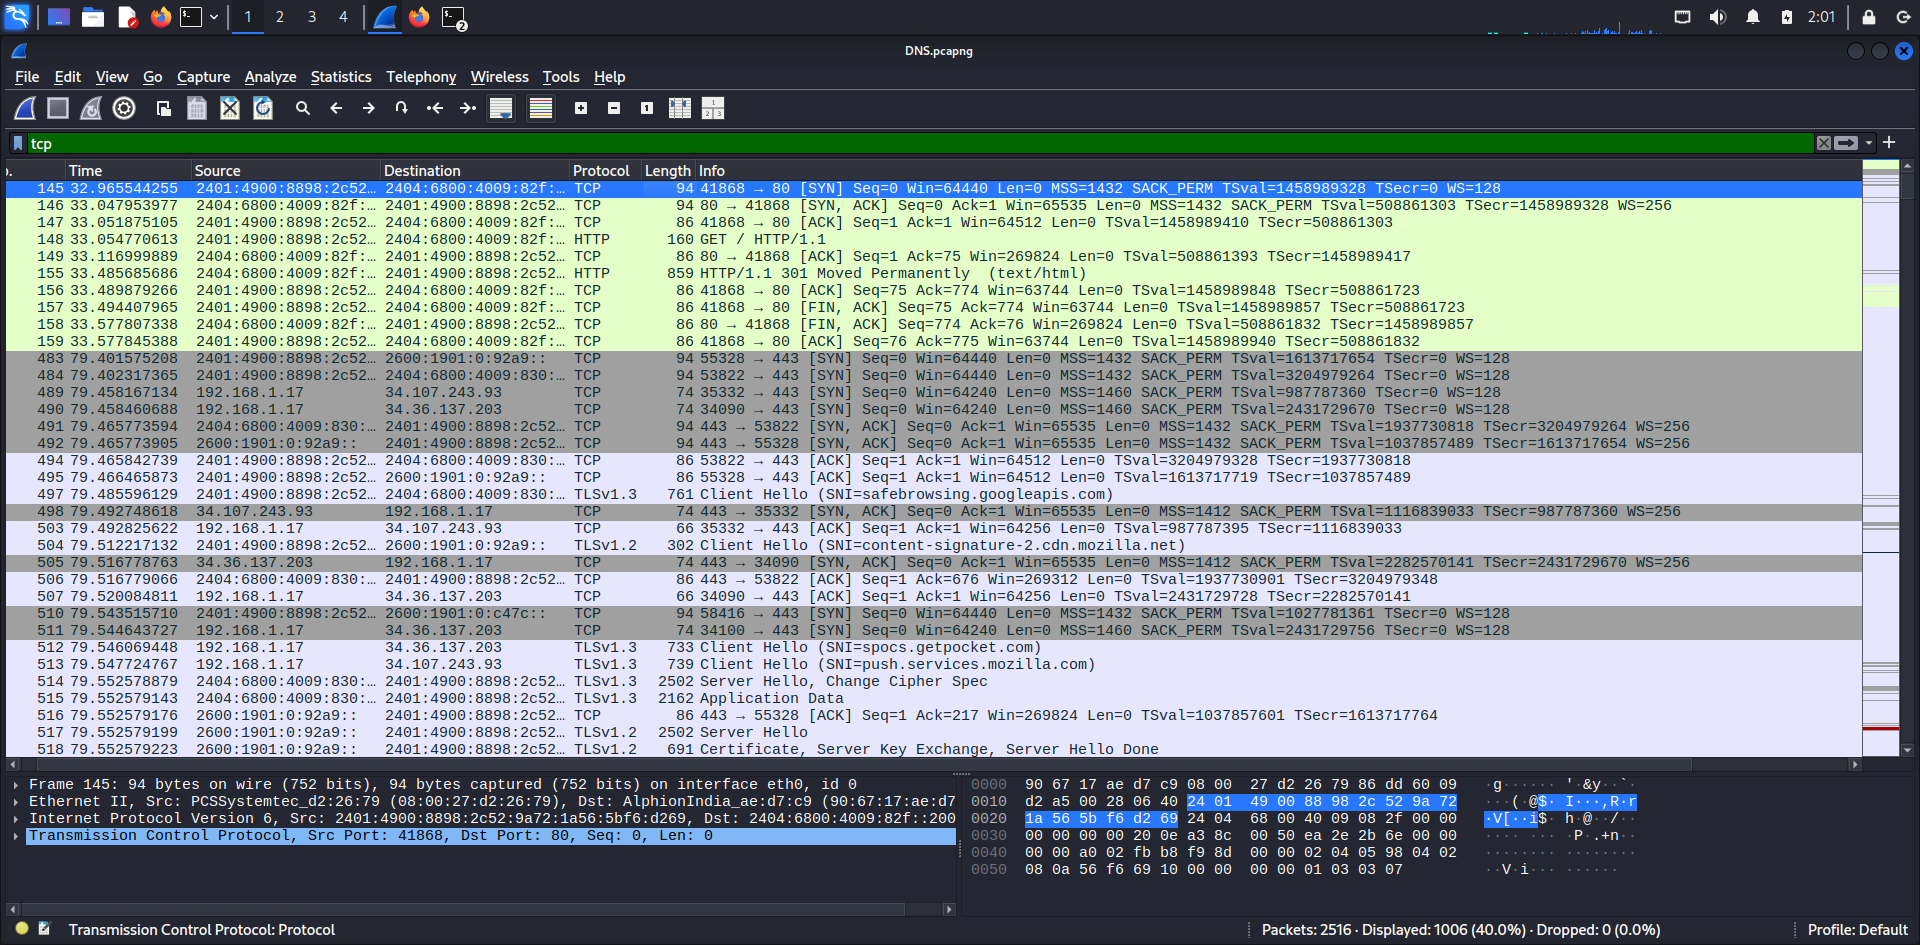 1 2 3 4 2 2:01
DNS.pcapng
File Edit View Go Capture Analyze Statistics Telephony Wireless Tools Help
tcp
. Time Source Destination Protocol Length Info
145 32.965544255 2401:4900:8898:2c52… 2404:6800:4009:82f:… TCP 94 41868 → 80 [SYN] Seq=0 Win=64440 Len=0 MSS=1432 SACK_PERM TSval=1458989328 TSecr=0 WS=128
146 33.047953977 2404:6800:4009:82f:… 2401:4900:8898:2c52… TCP 94 80 → 41868 [SYN, ACK] Seq=0 Ack=1 Win=65535 Len=0 MSS=1432 SACK_PERM TSval=508861303 TSecr=1458989328 WS=256
147 33.051875105 2401:4900:8898:2c52… 2404:6800:4009:82f:… TCP 86 41868 → 80 [ACK] Seq=1 Ack=1 Win=64512 Len=0 TSval=1458989410 TSecr=508861303
148 33.054770613 2401:4900:8898:2c52… 2404:6800:4009:82f:… HTTP 160 GET / HTTP/1.1
149 33.116999889 2404:6800:4009:82f:… 2401:4900:8898:2c52… TCP 86 80 → 41868 [ACK] Seq=1 Ack=75 Win=269824 Len=0 TSval=508861393 TSecr=1458989417
155 33.485685686 2404:6800:4009:82f:… 2401:4900:8898:2c52… HTTP 859 HTTP/1.1 301 Moved Permanently (text/html)
156 33.489879266 2401:4900:8898:2c52… 2404:6800:4009:82f:… TCP 86 41868 → 80 [ACK] Seq=75 Ack=774 Win=63744 Len=0 TSval=1458989848 TSecr=508861723
157 33.494407965 2401:4900:8898:2c52… 2404:6800:4009:82f:… TCP 86 41868 → 80 [FIN, ACK] Seq=75 Ack=774 Win=63744 Len=0 TSval=1458989857 TSecr=508861723
158 33.577807338 2404:6800:4009:82f:… 2401:4900:8898:2c52… TCP 86 80 → 41868 [FIN, ACK] Seq=774 Ack=76 Win=269824 Len=0 TSval=508861832 TSecr=1458989857
159 33.577845388 2401:4900:8898:2c52… 2404:6800:4009:82f:… TCP 86 41868 → 80 [ACK] Seq=76 Ack=775 Win=63744 Len=0 TSval=1458989940 TSecr=508861832
483 79.401575208 2401:4900:8898:2c52… 2600:1901:0:92a9:: TCP 94 55328 → 443 [SYN] Seq=0 Win=64440 Len=0 MSS=1432 SACK_PERM TSval=1613717654 TSecr=0 WS=128
484 79.402317365 2401:4900:8898:2c52… 2404:6800:4009:830:… TCP 94 53822 → 443 [SYN] Seq=0 Win=64440 Len=0 MSS=1432 SACK_PERM TSval=3204979264 TSecr=0 WS=128
489 79.458167134 192.168.1.17 34.107.243.93 TCP 74 35332 → 443 [SYN] Seq=0 Win=64240 Len=0 MSS=1460 SACK_PERM TSval=987787360 TSecr=0 WS=128
490 79.458460688 192.168.1.17 34.36.137.203 TCP 74 34090 → 443 [SYN] Seq=0 Win=64240 Len=0 MSS=1460 SACK_PERM TSval=2431729670 TSecr=0 WS=128
491 79.465773594 2404:6800:4009:830:… 2401:4900:8898:2c52… TCP 94 443 → 53822 [SYN, ACK] Seq=0 Ack=1 Win=65535 Len=0 MSS=1432 SACK_PERM TSval=1937730818 TSecr=3204979264 WS=256
492 79.465773905 2600:1901:0:92a9:: 2401:4900:8898:2c52… TCP 94 443 → 55328 [SYN, ACK] Seq=0 Ack=1 Win=65535 Len=0 MSS=1432 SACK_PERM TSval=1037857489 TSecr=1613717654 WS=256
494 79.465842739 2401:4900:8898:2c52… 2404:6800:4009:830:… TCP 86 53822 → 443 [ACK] Seq=1 Ack=1 Win=64512 Len=0 TSval=3204979328 TSecr=1937730818
495 79.466465873 2401:4900:8898:2c52… 2600:1901:0:92a9:: TCP 86 55328 → 443 [ACK] Seq=1 Ack=1 Win=64512 Len=0 TSval=1613717719 TSecr=1037857489
497 79.485596129 2401:4900:8898:2c52… 2404:6800:4009:830:… TLSv1.3 761 Client Hello (SNI=safebrowsing.googleapis.com)
498 79.492748618 34.107.243.93 192.168.1.17 TCP 74 443 → 35332 [SYN, ACK] Seq=0 Ack=1 Win=65535 Len=0 MSS=1412 SACK_PERM TSval=1116839033 TSecr=987787360 WS=256
503 79.492825622 192.168.1.17 34.107.243.93 TCP 66 35332 → 443 [ACK] Seq=1 Ack=1 Win=64256 Len=0 TSval=987787395 TSecr=1116839033
504 79.512217132 2401:4900:8898:2c52… 2600:1901:0:92a9:: TLSv1.2 302 Client Hello (SNI=content-signature-2.cdn.mozilla.net)
505 79.516778763 34.36.137.203 192.168.1.17 TCP 74 443 → 34090 [SYN, ACK] Seq=0 Ack=1 Win=65535 Len=0 MSS=1412 SACK_PERM TSval=2282570141 TSecr=2431729670 WS=256
506 79.516779066 2404:6800:4009:830:… 2401:4900:8898:2c52… TCP 86 443 → 53822 [ACK] Seq=1 Ack=676 Win=269312 Len=0 TSval=1937730901 TSecr=3204979348
507 79.520084811 192.168.1.17 34.36.137.203 TCP 66 34090 → 443 [ACK] Seq=1 Ack=1 Win=64256 Len=0 TSval=2431729728 TSecr=2282570141
510 79.543515710 2401:4900:8898:2c52… 2600:1901:0:c47c:: TCP 94 58416 → 443 [SYN] Seq=0 Win=64440 Len=0 MSS=1432 SACK_PERM TSval=1027781361 TSecr=0 WS=128
511 79.544643727 192.168.1.17 34.36.137.203 TCP 74 34100 → 443 [SYN] Seq=0 Win=64240 Len=0 MSS=1460 SACK_PERM TSval=2431729756 TSecr=0 WS=128
512 79.546069448 192.168.1.17 34.36.137.203 TLSv1.3 733 Client Hello (SNI=spocs.getpocket.com)
513 79.547724767 192.168.1.17 34.107.243.93 TLSv1.3 739 Client Hello (SNI=push.services.mozilla.com)
514 79.552578879 2404:6800:4009:830:… 2401:4900:8898:2c52… TLSv1.3 2502 Server Hello, Change Cipher Spec
515 79.552579143 2404:6800:4009:830:… 2401:4900:8898:2c52… TLSv1.3 2162 Application Data
516 79.552579176 2600:1901:0:92a9:: 2401:4900:8898:2c52… TCP 86 443 → 55328 [ACK] Seq=1 Ack=217 Win=269824 Len=0 TSval=1037857601 TSecr=1613717764
517 79.552579199 2600:1901:0:92a9:: 2401:4900:8898:2c52… TLSv1.2 2502 Server Hello
518 79.552579223 2600:1901:0:92a9:: 2401:4900:8898:2c52… TLSv1.2 691 Certificate, Server Key Exchange, Server Hello Done
Frame 145: 94 bytes on wire (752 bits), 94 bytes captured (752 bits) on interface eth0, id 0
Ethernet II, Src: PCSSystemtec_d2:26:79 (08:00:27:d2:26:79), Dst: AlphionIndia_ae:d7:c9 (90:67:17:ae:d7
Internet Protocol Version 6, Src: 2401:4900:8898:2c52:9a72:1a56:5bf6:d269, Dst: 2404:6800:4009:82f::200
Transmission Control Protocol, Src Port: 41868, Dst Port: 80, Seq: 0, Len: 0
0000 90 67 17 ae d7 c9 08 00 27 d2 26 79 86 dd 60 09 ·g······ '·&y··`·
0010 d2 a5 00 28 06 40 24 01 49 00 88 98 2c 52 9a 72 ···(·@$· I···,R·r
0020 1a 56 5b f6 d2 69 24 04 68 00 40 09 08 2f 00 00 ·V[··i$· h·@··/··
0030 00 00 00 00 20 0e a3 8c 00 50 ea 2e 2b 6e 00 00 ···· ··· ·P·.+n··
0040 00 00 a0 02 fb b8 f9 8d 00 00 02 04 05 98 04 02 ········ ········
0050 08 0a 56 f6 69 10 00 00 00 00 01 03 03 07 ··V·i··· ······
Transmission Control Protocol: Protocol Packets: 2516 · Displayed: 1006 (40.0%) · Dropped: 0 (0.0%) Profile: Default